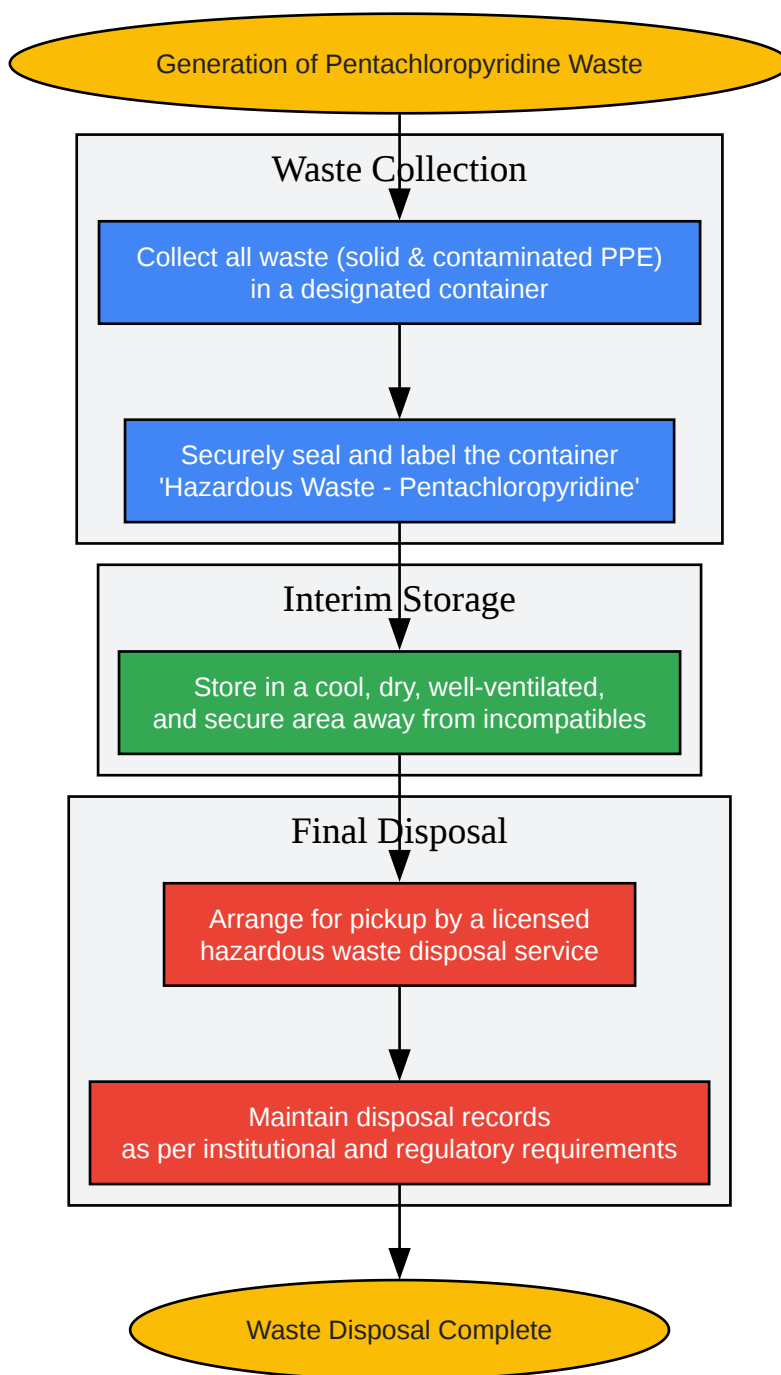 Generation of Pentachloropyridine Waste
Waste Collection
Collect all waste (solid & contaminated PPE)
in a designated container
Securely seal and label the container
'Hazardous Waste - Pentachloropyridine'
Interim Storage
Store in a cool, dry, well-ventilated,
and secure area away from incompatibles
Final Disposal
Arrange for pickup by a licensed
hazardous waste disposal service
Maintain disposal records
as per institutional and regulatory requirements
Waste Disposal Complete